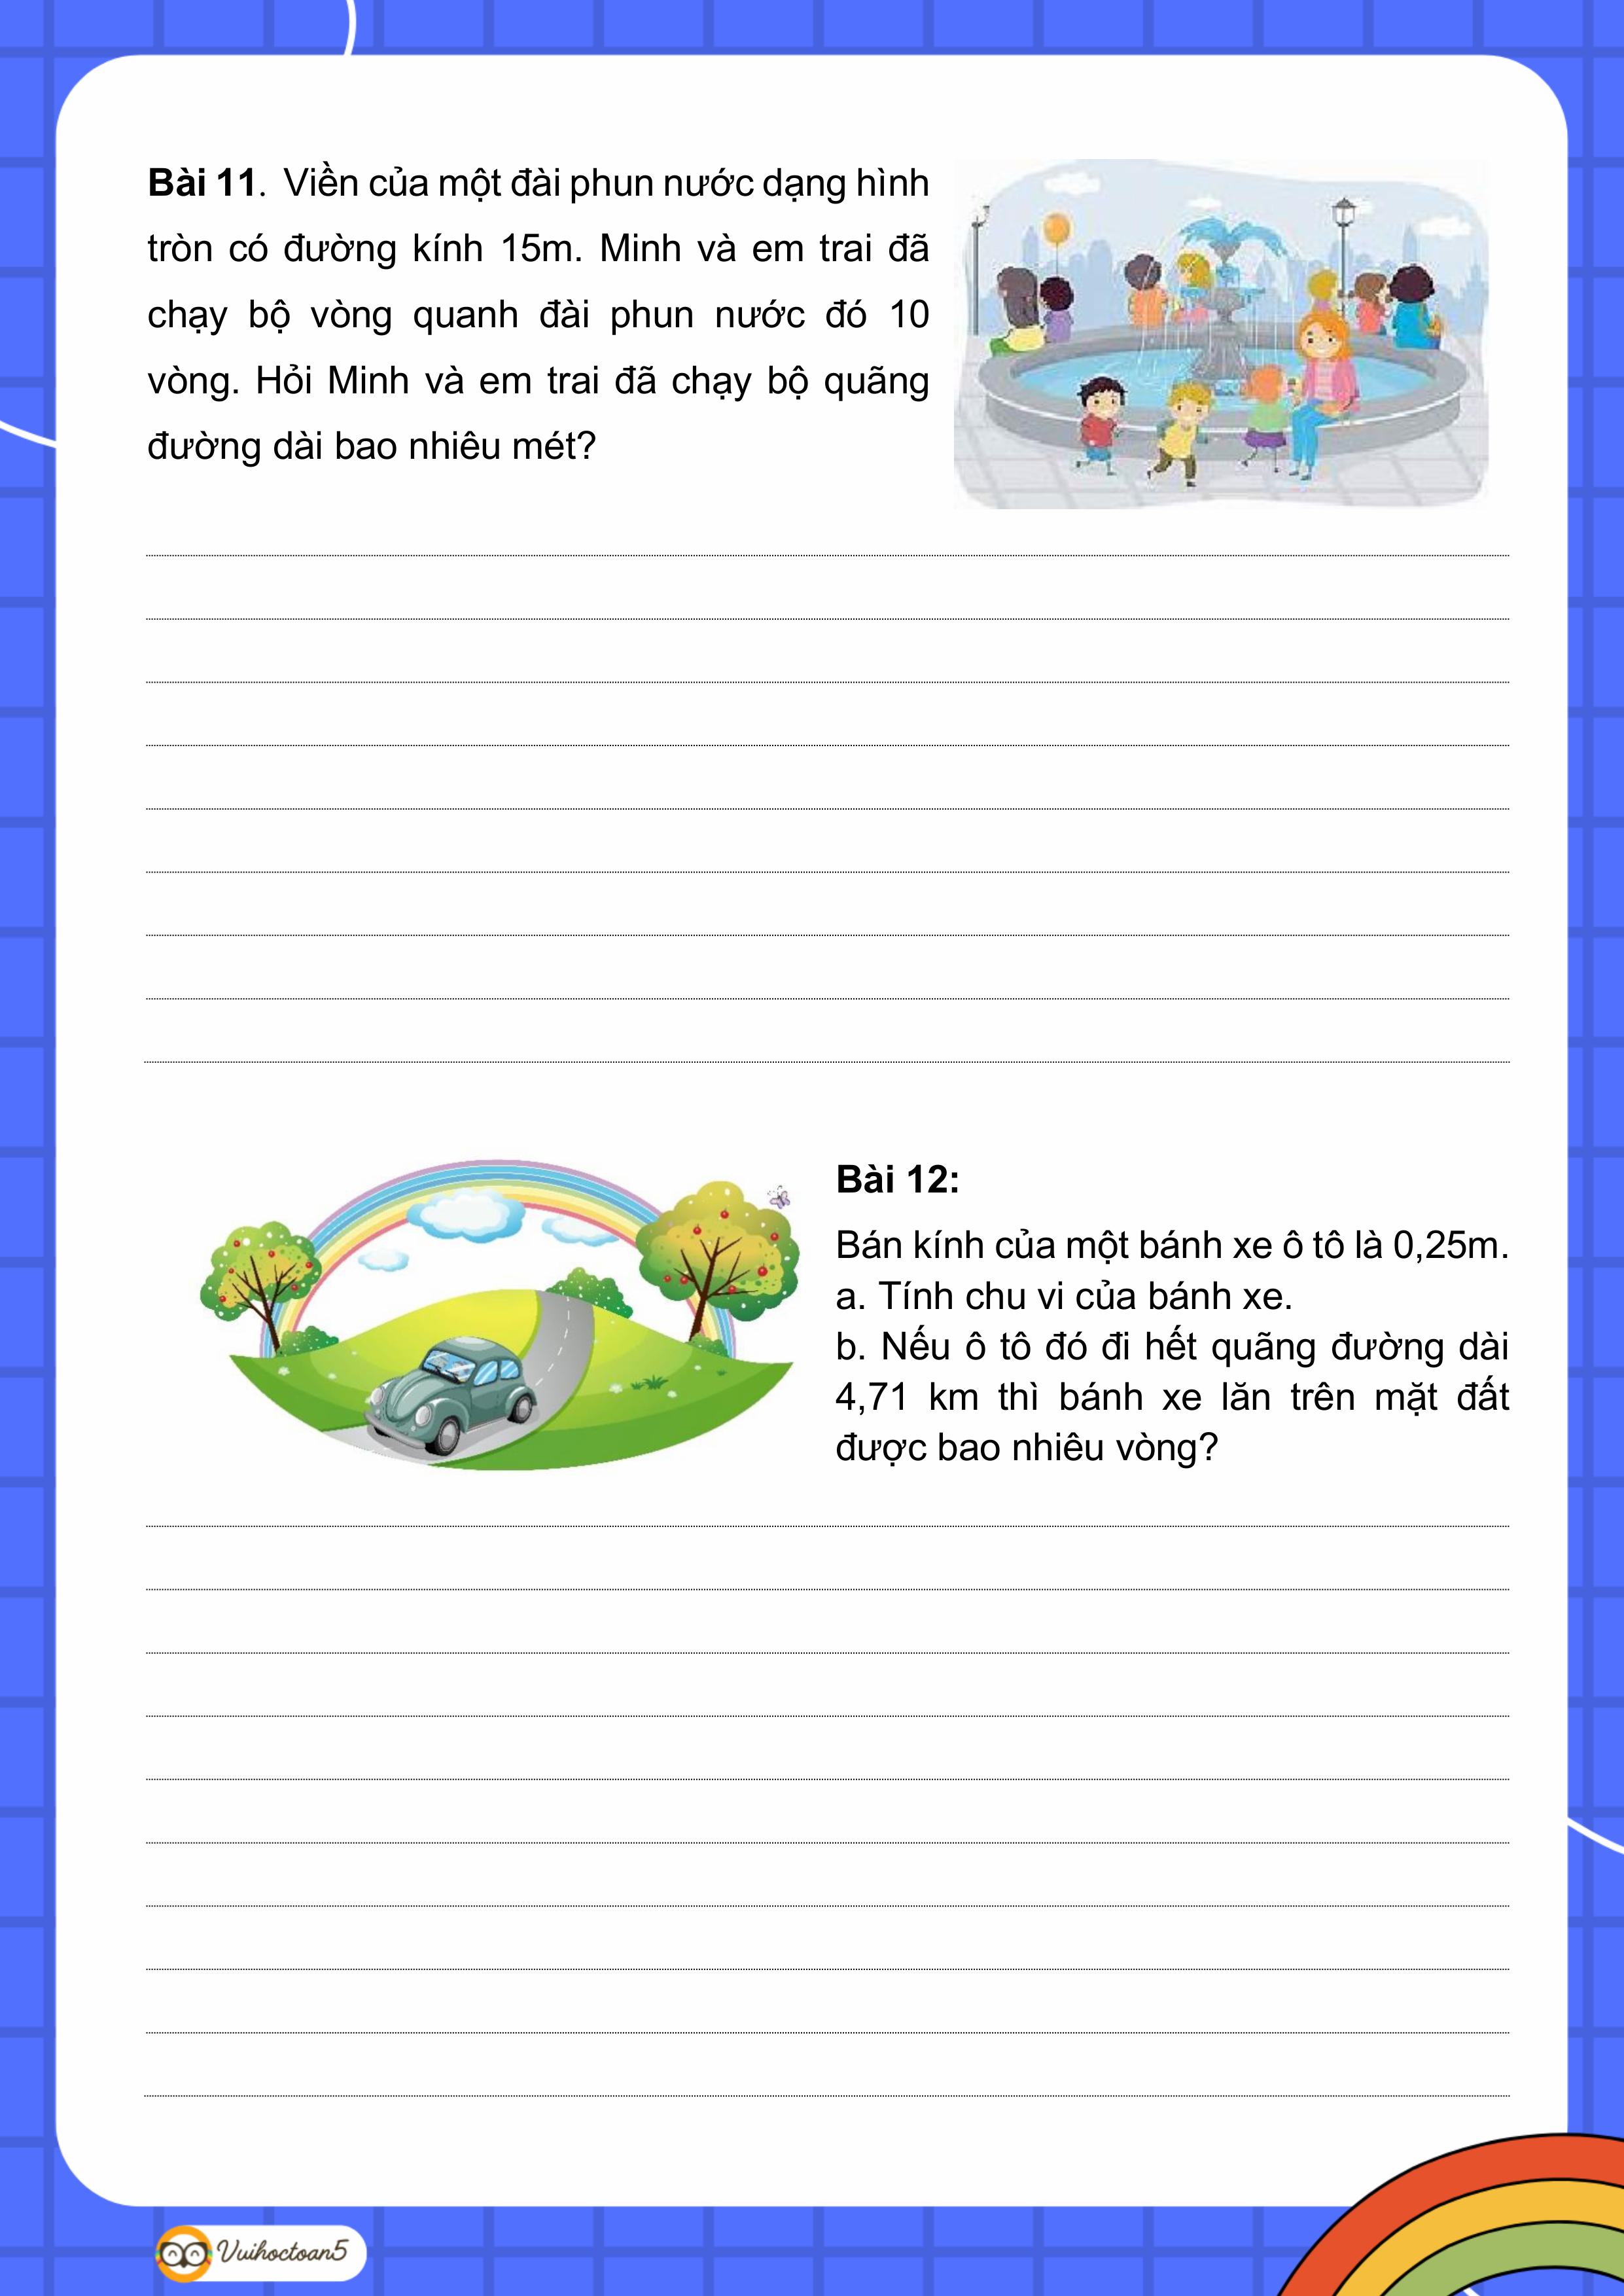 Bài 11.  Viền của một đài phun nước dạng hình
tròn có đường kính 15m. Minh và em trai đã
chạy bộ vòng quanh đài phun nước đó 10
vòng. Hỏi Minh và em trai đã chạy bộ quãng
đường dài bao nhiêu mét?
Bài 12:
Bán kính của một bánh xe ô tô là 0,25m.
a. Tính chu vi của bánh xe.
b. Nếu ô tô đó đi hết quãng đường dài
4,71 km thì bánh xe lăn trên mặt đất
được bao nhiêu vòng?
Vuihoctoan5